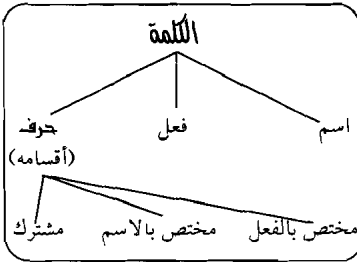 الكلمة
اسم فعل حرف
(أقسامه)
مختص بالفعل مختص بالاسم مشترك